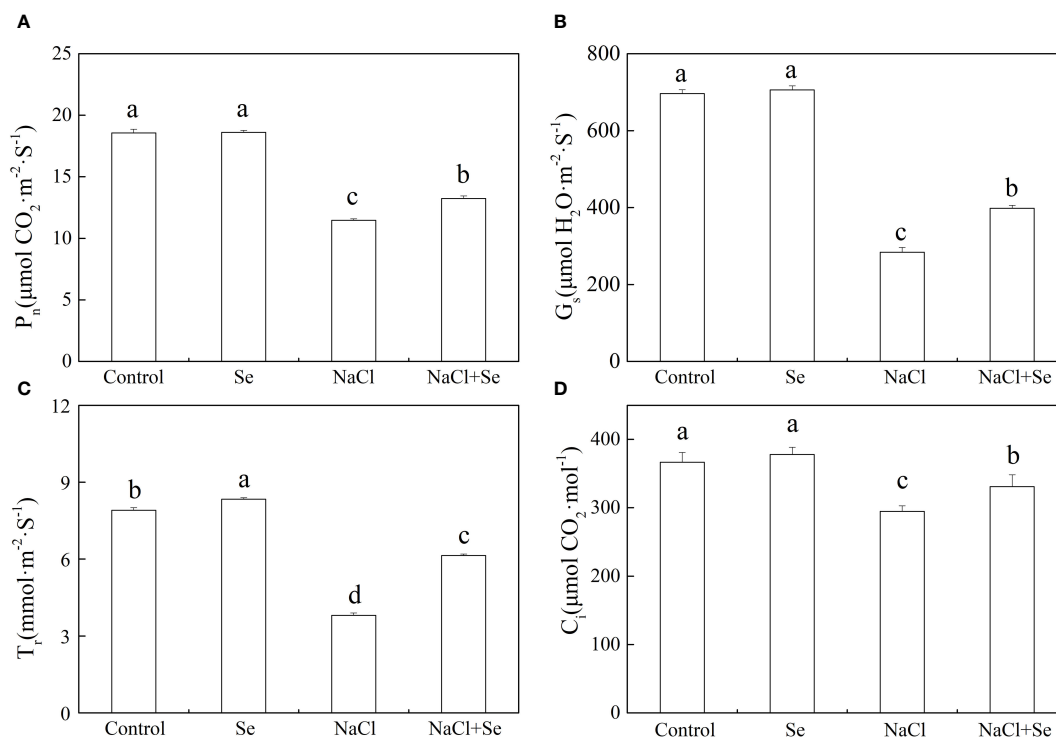 A
25
20
15
10
5
0
P_n(μmol CO_2·m^-2·S^-1)
a
a
c
b
Control
Se
NaCl
NaCl+Se
B
800
600
400
200
0
G_s(μmol H_2O·m^-2·S^-1)
a
a
c
b
Control
Se
NaCl
NaCl+Se
C
12
9
6
3
0
T_r(mmol·m^-2·S^-1)
b
a
d
c
Control
Se
NaCl
NaCl+Se
D
400
300
200
100
0
C_i(μmol CO_2·mol^-1)
a
a
c
b
Control
Se
NaCl
NaCl+Se